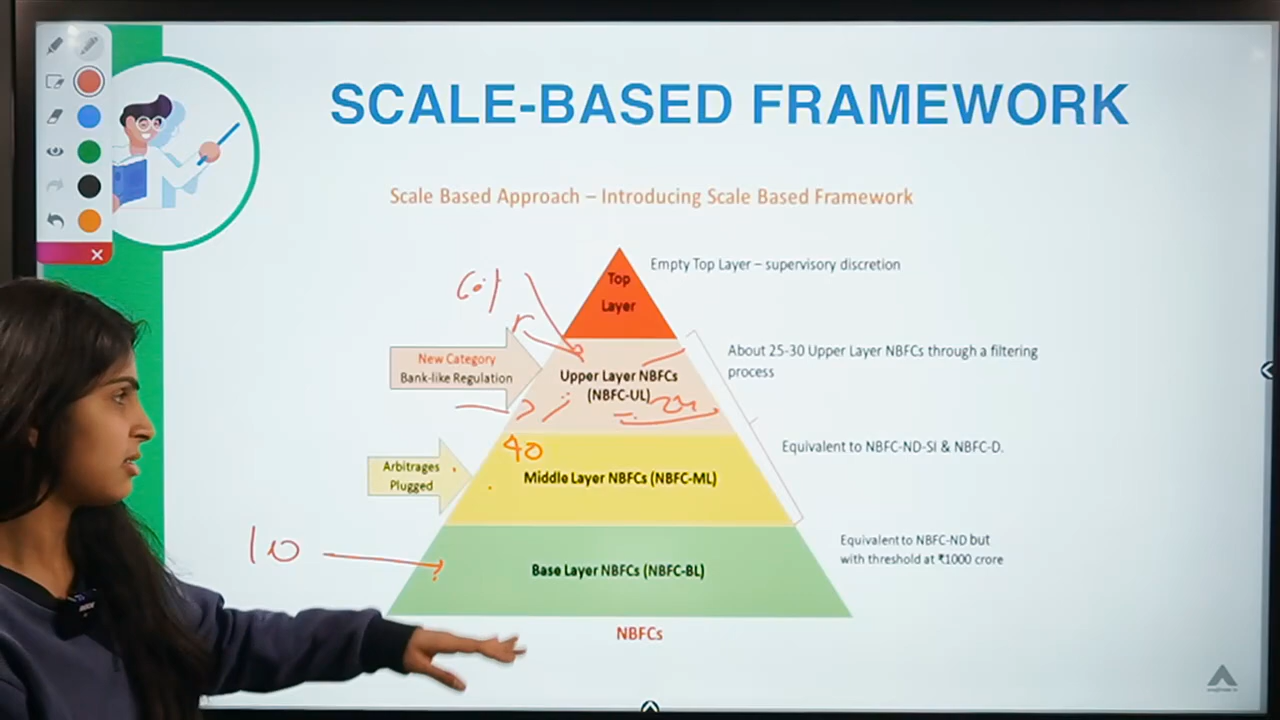 SCALE-BASED FRAMEWORK
Scale Based Approach – Introducing Scale Based Framework
Empty Top Layer – supervisory discretion
Top
Layer
New Category
Bank-like Regulation
Upper Layer NBFCs
(NBFC-UL)
About 25-30 Upper Layer NBFCs through a filtering
process
40
Arbitrages
Plugged
Middle Layer NBFCs (NBFC-ML)
Equivalent to NBFC-ND-SI & NBFC-D.
10
Base Layer NBFCs (NBFC-BL)
Equivalent to NBFC-ND but
with threshold at ₹1000 crore
NBFCs